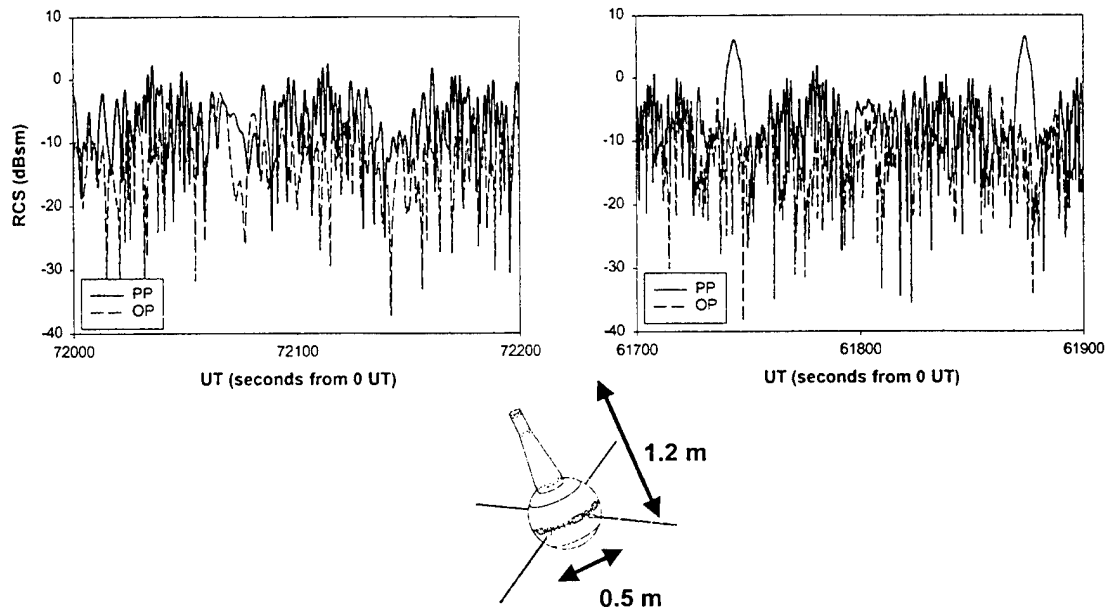 10
0
-10
-20
-30
-40
RCS (dBsm)
PP
OP
72000
72100
72200
UT (seconds from 0 UT)
10
0
-10
-20
-30
-40
PP
OP
61700
61800
61900
UT (seconds from 0 UT)
1.2 m
0.5 m